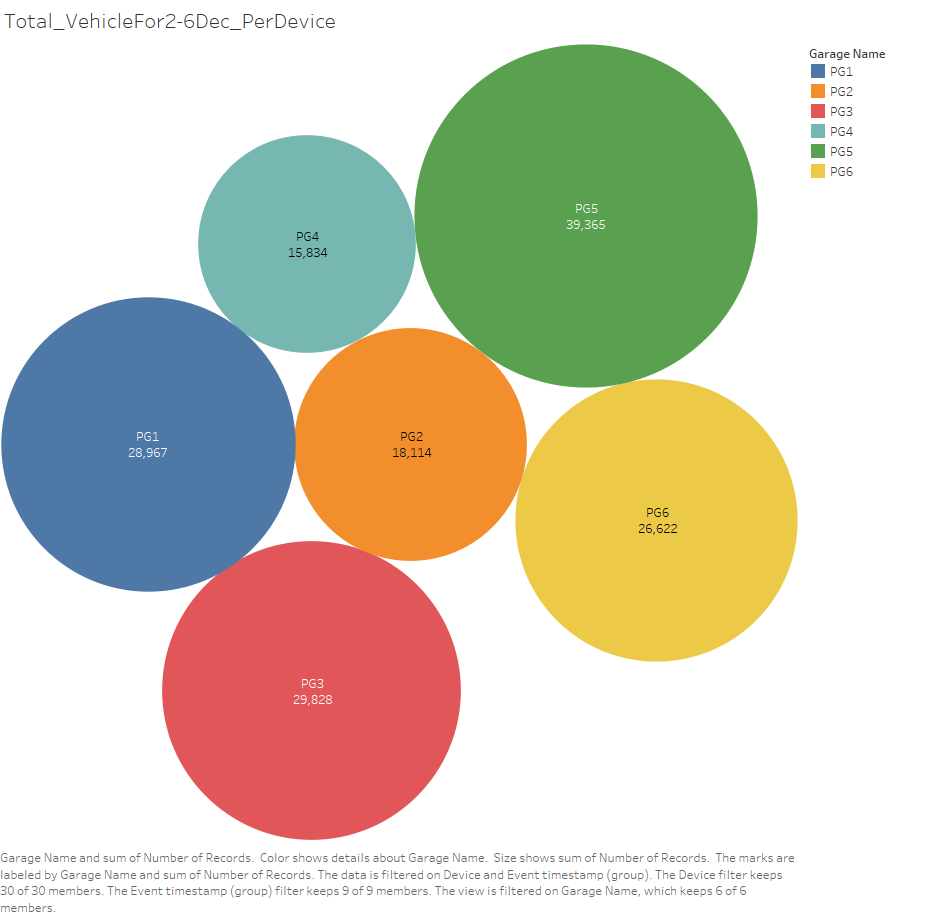 Total_VehicleFor2-6Dec_PerDevice
Garage Name
PG1
PG2
PG3
PG4
PG5
PG6
PG5
39,365
PG4
15,834
PG1
28,967
PG2
18,114
PG6
26,622
PG3
29,828
Garage Name and sum of Number of Records.  Color shows details about Garage Name.  Size shows sum of Number of Records.  The marks are
labeled by Garage Name and sum of Number of Records. The data is filtered on Device and Event timestamp (group). The Device filter keeps
30 of 30 members. The Event timestamp (group) filter keeps 9 of 9 members. The view is filtered on Garage Name, which keeps 6 of 6
members.